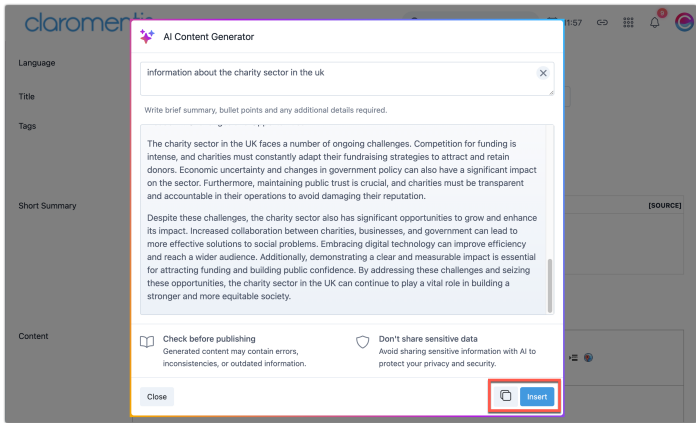 claromentis
11:57
9
Language
Title
Tags
Short Summary
[SOURCE]
Content
AI Content Generator
information about the charity sector in the uk
Write brief summary, bullet points and any additional details required.
The charity sector in the UK faces a number of ongoing challenges. Competition for funding is
intense, and charities must constantly adapt their fundraising strategies to attract and retain
donors. Economic uncertainty and changes in government policy can also have a significant impact
on the sector. Furthermore, maintaining public trust is crucial, and charities must be transparent
and accountable in their operations to avoid damaging their reputation.
Despite these challenges, the charity sector also has significant opportunities to grow and enhance
its impact. Increased collaboration between charities, businesses, and government can lead to
more effective solutions to social problems. Embracing digital technology can improve efficiency
and reach a wider audience. Additionally, demonstrating a clear and measurable impact is essential
for attracting funding and building public confidence. By addressing these challenges and seizing
these opportunities, the charity sector in the UK can continue to play a vital role in building a
stronger and more equitable society.
Check before publishing
Generated content may contain errors,
inconsistencies, or outdated information.
Don't share sensitive data
Avoid sharing sensitive information with AI to
protect your privacy and security.
Close
Insert